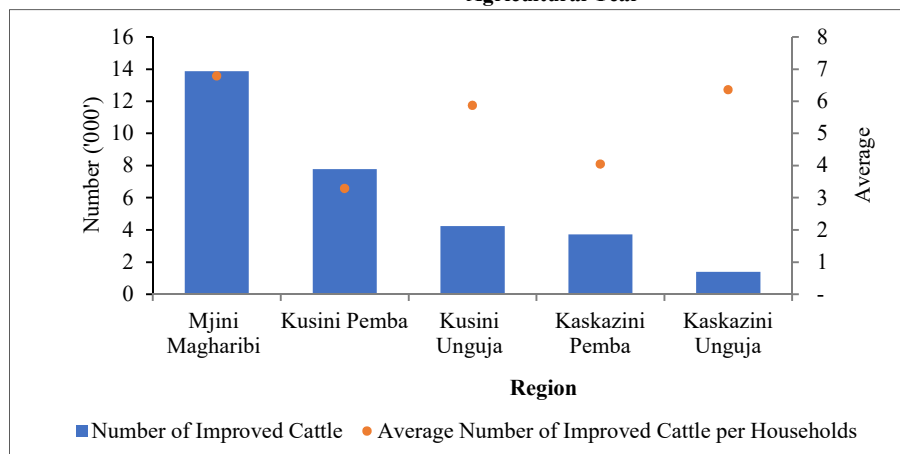 Agricultural Year
16
14
12
10
8
6
4
2
0
Number ('000')
8
7
6
5
4
3
2
1
-
Average
Mjini
Magharibi
Kusini Pemba
Kusini
Unguja
Kaskazini
Pemba
Kaskazini
Unguja
Region
Number of Improved Cattle
Average Number of Improved Cattle per Households